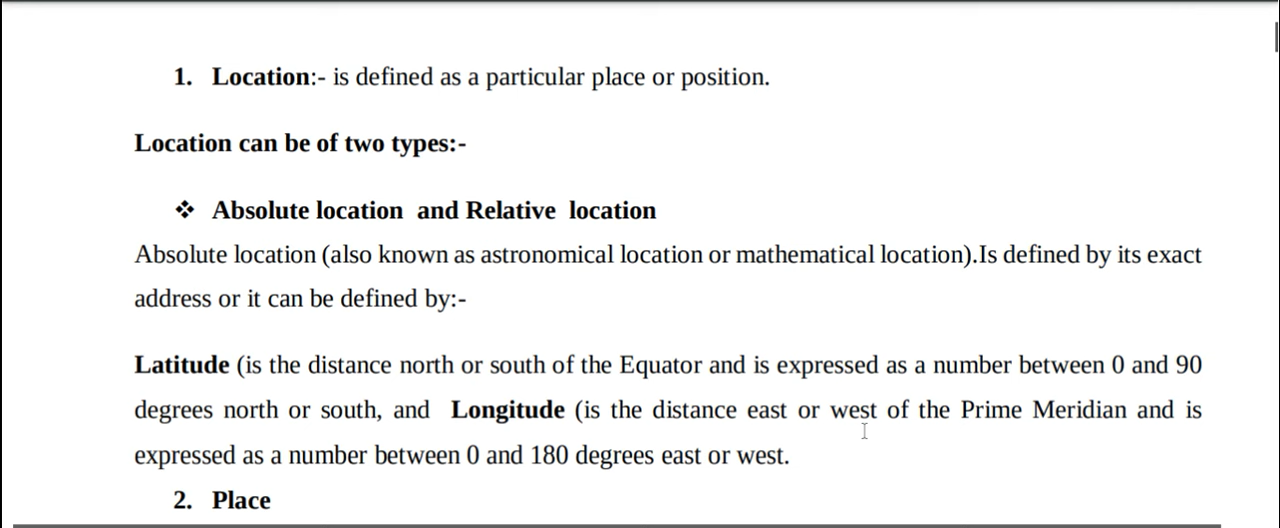 1. Location:- is defined as a particular place or position.
Location can be of two types:-
❖ Absolute location and Relative location
Absolute location (also known as astronomical location or mathematical location).Is defined by its exact
address or it can be defined by:-
Latitude (is the distance north or south of the Equator and is expressed as a number between 0 and 90
degrees north or south, and Longitude (is the distance east or west of the Prime Meridian and is
expressed as a number between 0 and 180 degrees east or west.
2. Place